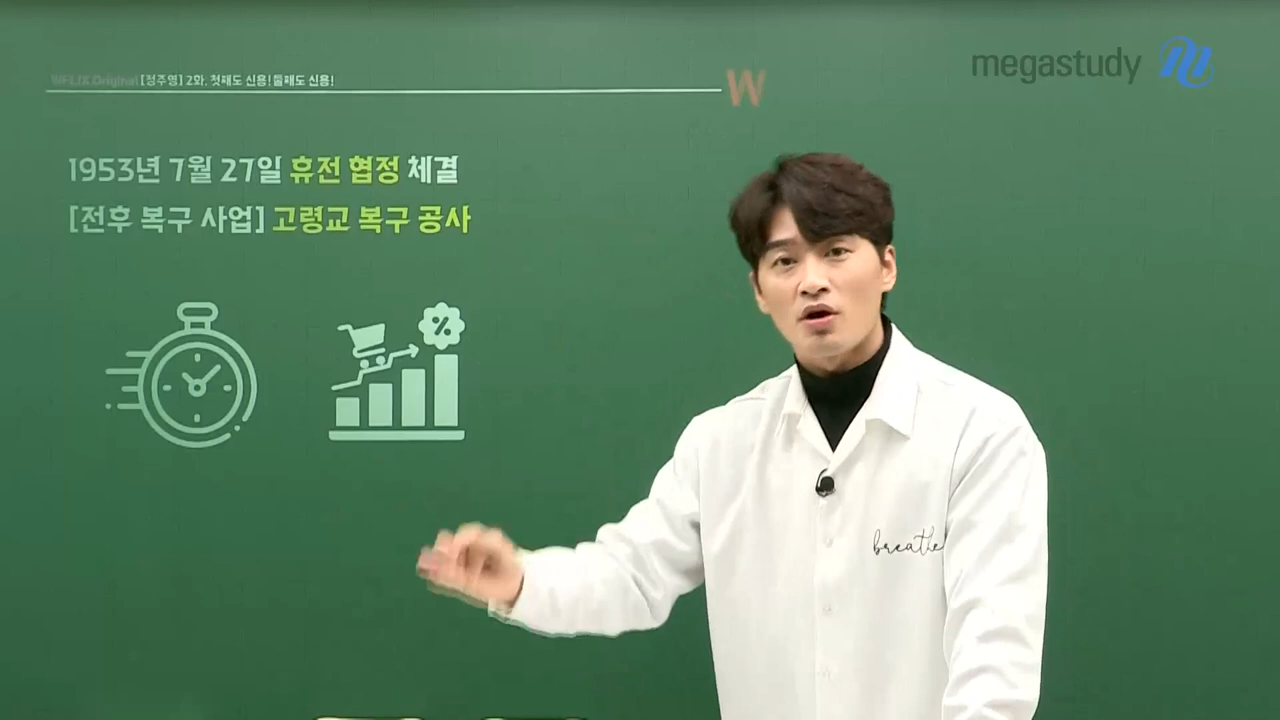 WFLIX Original [정주영] 2화. 첫째도 신용! 둘째도 신용!
W
megastudy
1953년 7월 27일 휴전 협정 체결
[전후 복구 사업] 고령교 복구 공사
%
breathe